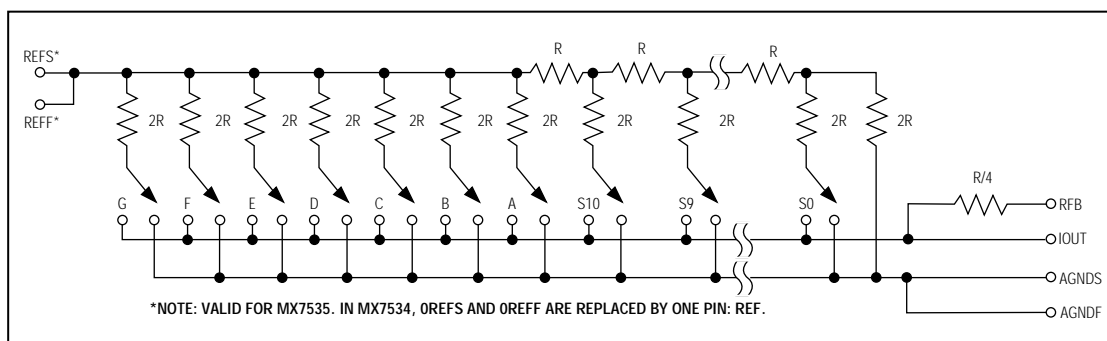 REFS*
REFF*
R R R
2R 2R 2R 2R 2R 2R 2R 2R 2R 2R 2R
G F E D C B A S10 S9 S0
R/4
RFB
IOUT
AGNDS
AGNDF
*NOTE: VALID FOR MX7535. IN MX7534, 0REFS AND 0REFF ARE REPLACED BY ONE PIN: REF.